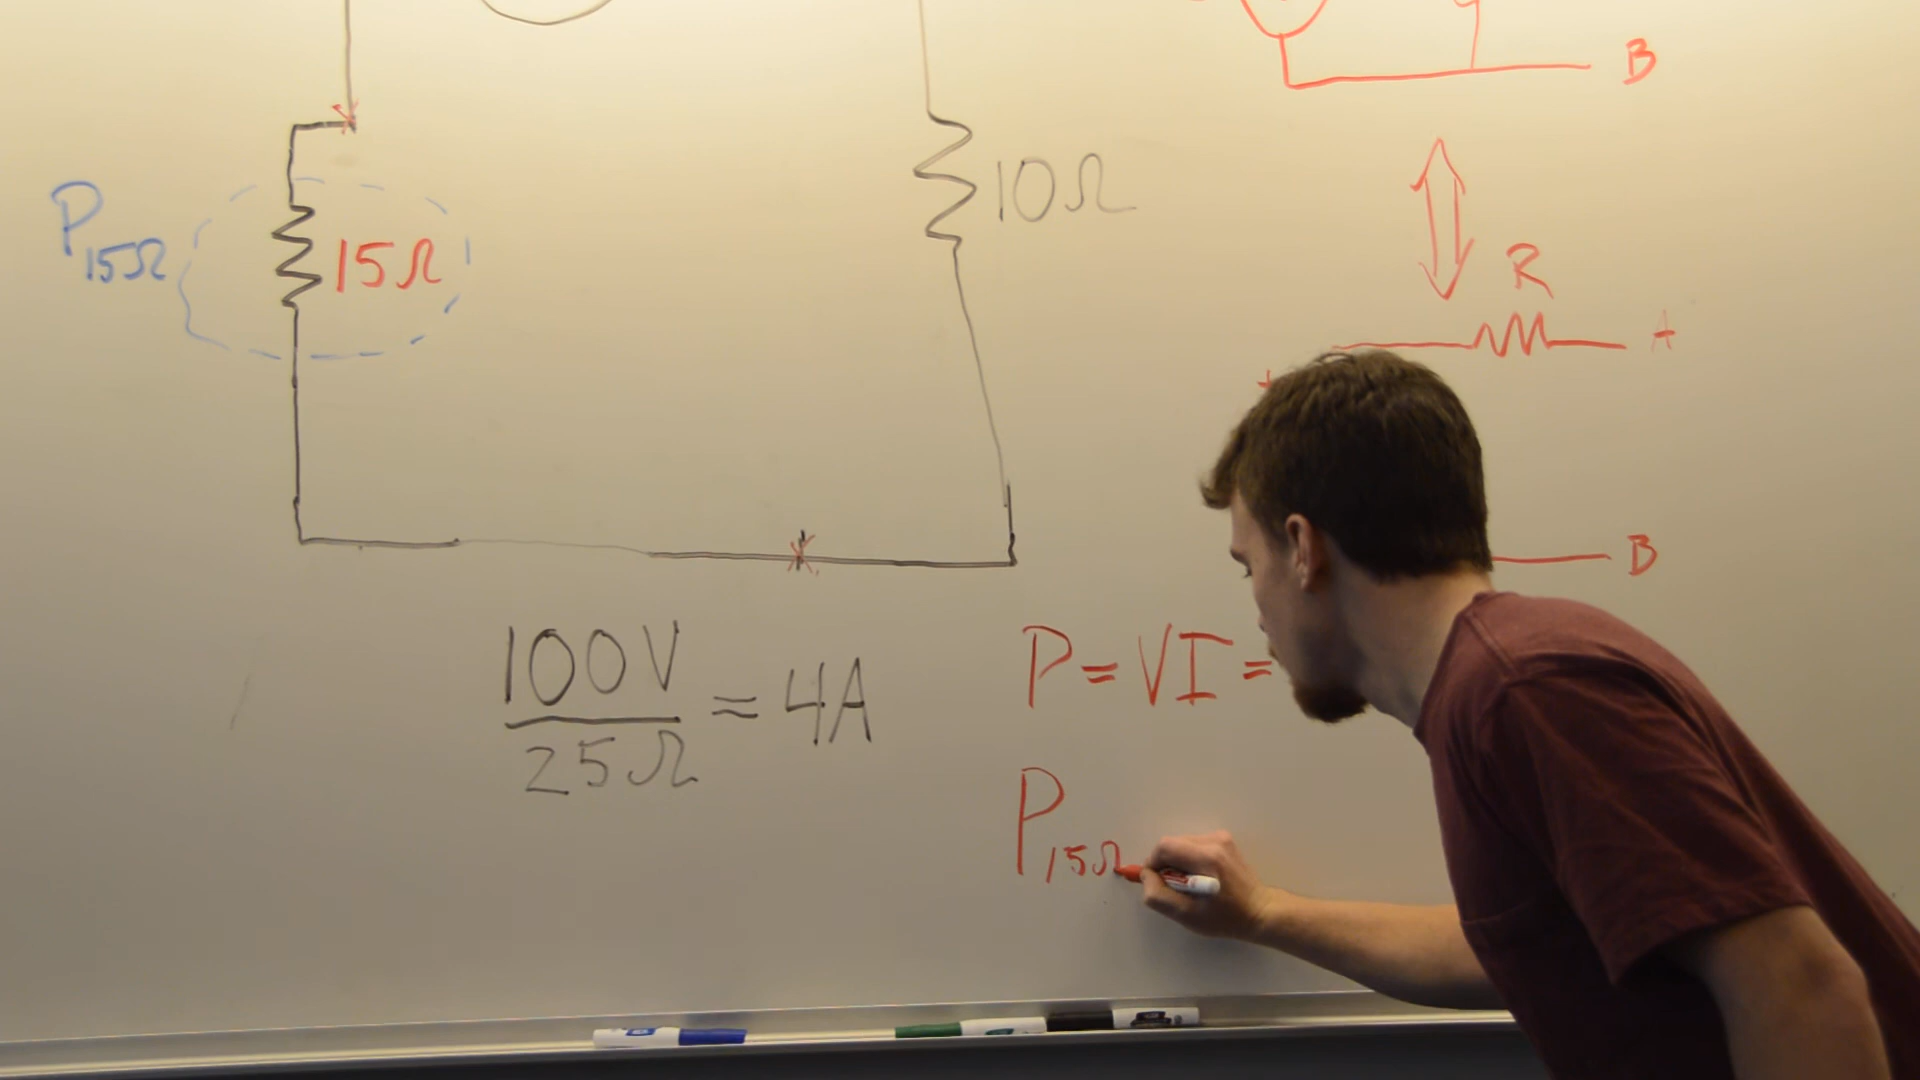 B
10Ω
P15Ω
15Ω
R
A
+
B
100V
25Ω
= 4A
P = VI =
P15Ω